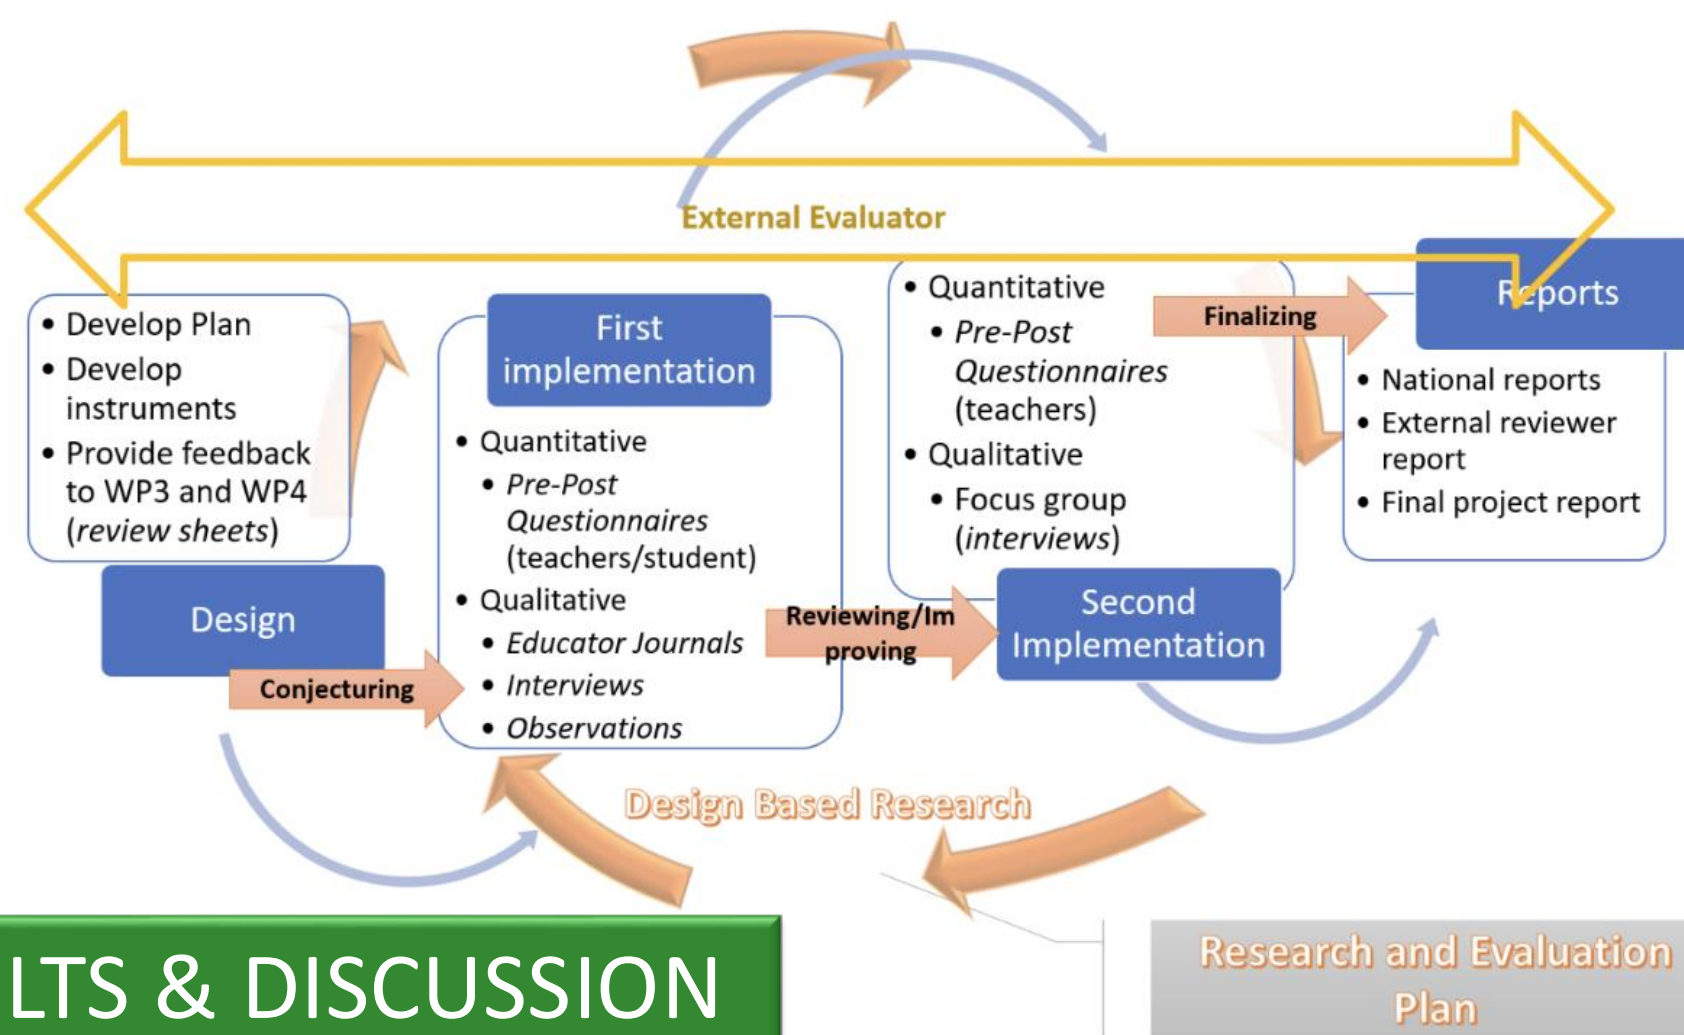 External Evaluator
• Develop Plan
• Develop
instruments
• Provide feedback
to WP3 and WP4
(review sheets)
Design
Conjecturing
First
implementation
• Quantitative
• Pre-Post
Questionnaires
(teachers/student)
• Qualitative
• Educator Journals
• Interviews
• Observations
Reviewing/Im
proving
• Quantitative
• Pre-Post
Questionnaires
(teachers)
• Qualitative
• Focus group
(interviews)
Second
Implementation
Finalizing
Reports
• National reports
• External reviewer
report
• Final project report
Design Based Research
LTS & DISCUSSION
Research and Evaluation
Plan